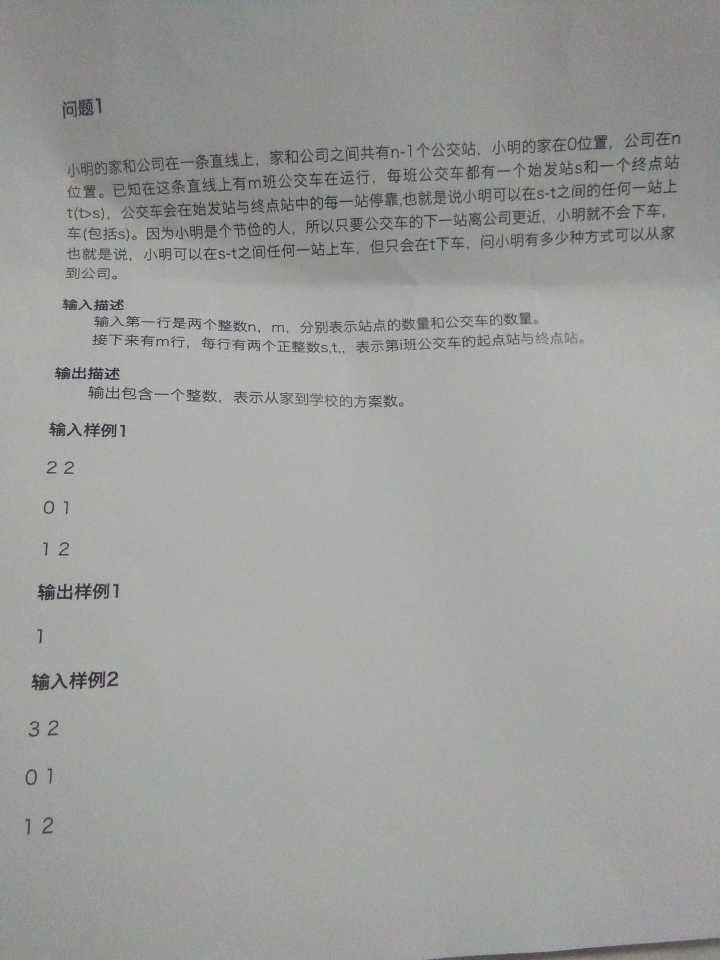 问题1
小明的家和公司在一条直线上，家和公司之间共有n-1个公交站，小明的家在0位置，公司在n
位置。已知在这条直线上有m班公交车在运行，每班公交车都有一个始发站s和一个终点站
t(t>s)，公交车会在始发站与终点站中的每一站停靠,也就是说小明可以在s-t之间的任何一站上
车(包括s)。因为小明是个节俭的人，所以只要公交车的下一站离公司更近，小明就不会下车，
也就是说，小明可以在s-t之间任何一站上车，但只会在t下车，问小明有多少种方式可以从家
到公司。
输入描述
输入第一行是两个整数n，m，分别表示站点的数量和公交车的数量。
接下来有m行，每行有两个正整数s,t,，表示第i班公交车的起点站与终点站。
输出描述
输出包含一个整数，表示从家到学校的方案数。
输入样例1
2 2
0 1
1 2
输出样例1
1
输入样例2
3 2
0 1
1 2